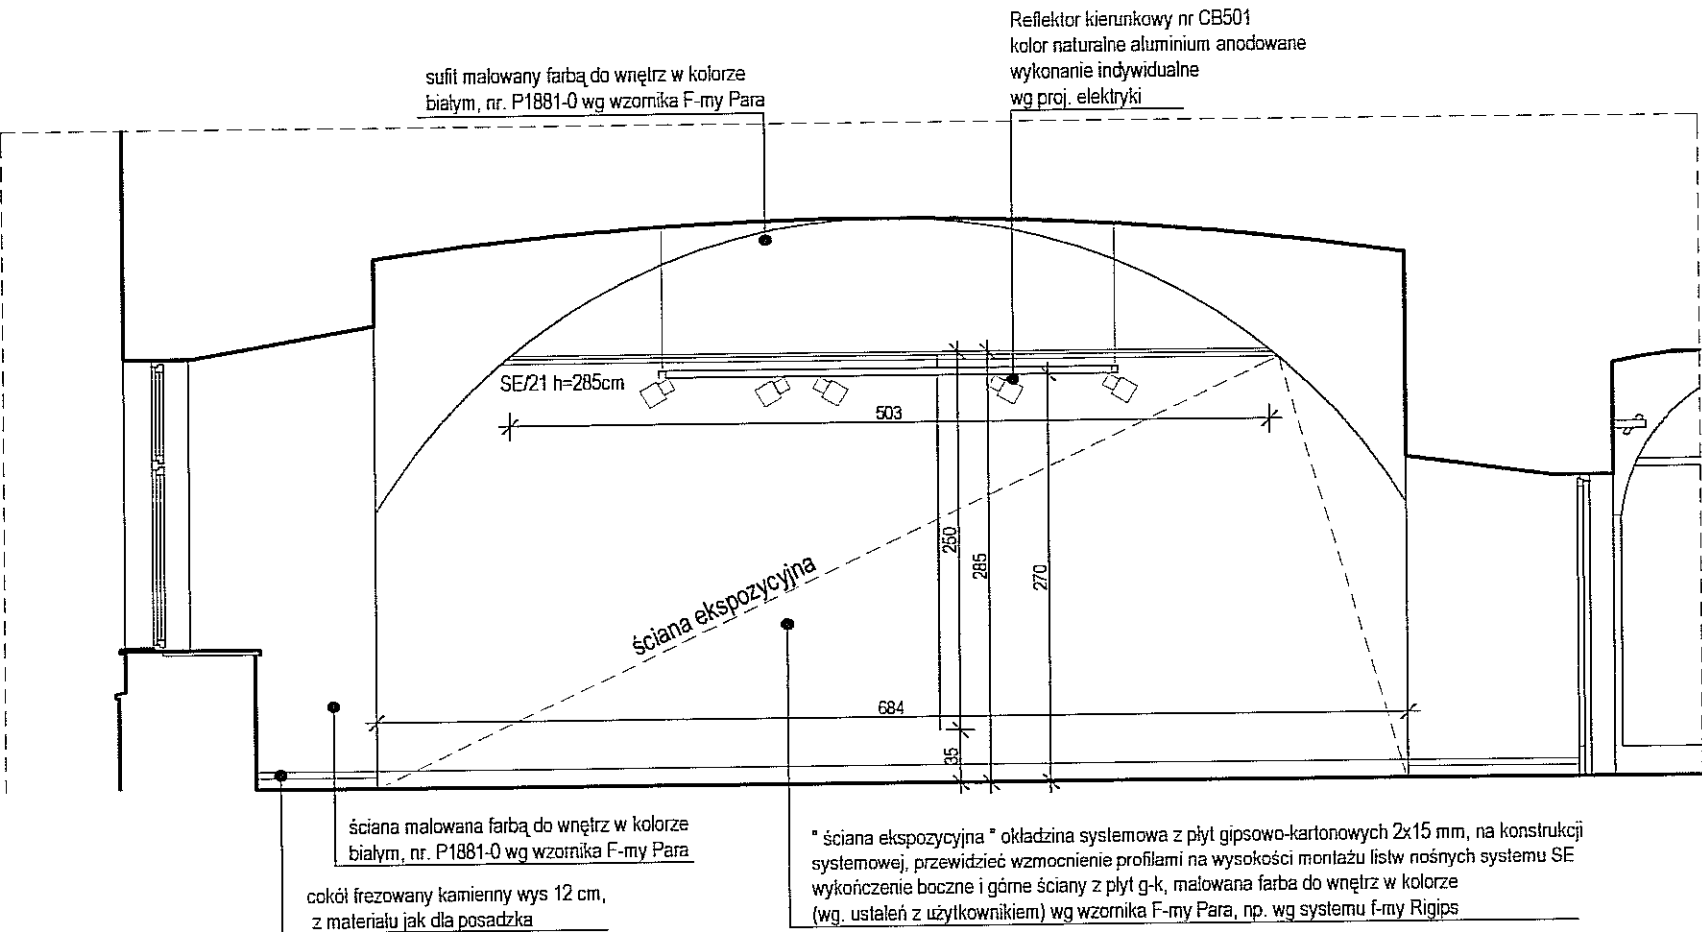 Reflektor kierunkowy nr CB501
kolor naturalne aluminium anodowane
wykonanie indywidualne
wg proj. elektryki
sufit malowany farbą do wnętrz w kolorze
białym, nr. P1881-0 wg wzornika F-my Para
SE/21 h=285cm
503
250
285
270
ściana ekspozycyjna
684
35
ściana malowana farbą do wnętrz w kolorze
białym, nr. P1881-0 wg wzornika F-my Para
cokół frezowany kamienny wys 12 cm,
z materiału jak dla posadzka
" ściana ekspozycyjna " okładzina systemowa z płyt gipsowo-kartonowych 2x15 mm, na konstrukcji
systemowej, przewidzieć wzmocnienie profilami na wysokości montażu listw nośnych systemu SE
wykończenie boczne i górne ściany z płyt g-k, malowana farba do wnętrz w kolorze
(wg. ustaleń z użytkownikiem) wg wzornika F-my Para, np. wg systemu f-my Rigips